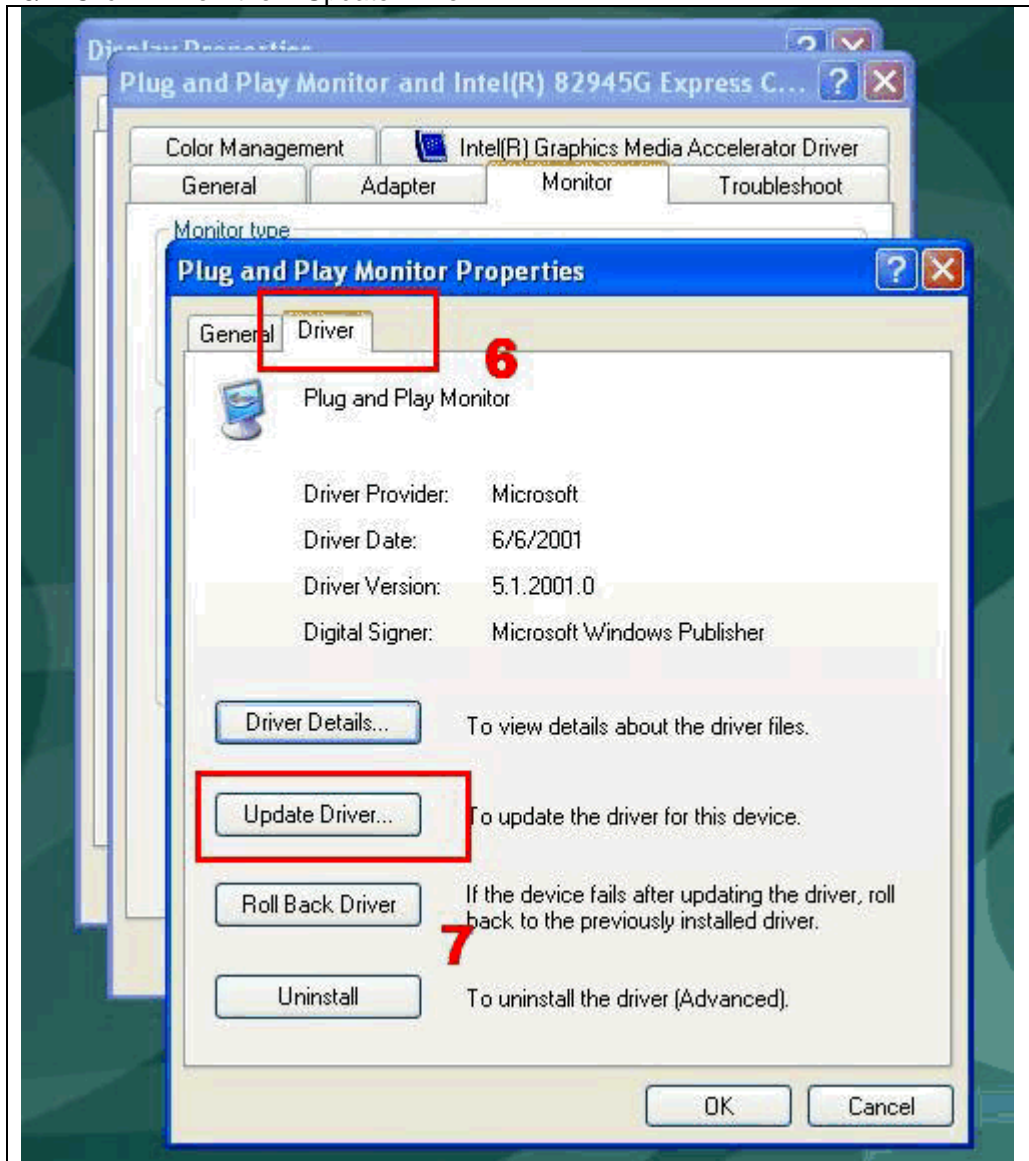 Plug and Play Monitor and Intel(R) 82945G Express C...
Color Management
Intel(R) Graphics Media Accelerator Driver
General
Adapter
Monitor
Troubleshoot
Monitor type
Plug and Play Monitor Properties
General
Driver
6
Plug and Play Monitor
Driver Provider: Microsoft
Driver Date: 6/6/2001
Driver Version: 5.1.2001.0
Digital Signer: Microsoft Windows Publisher
Driver Details...
To view details about the driver files.
Update Driver...
To update the driver for this device.
Roll Back Driver
If the device fails after updating the driver, roll
back to the previously installed driver.
7
Uninstall
To uninstall the driver (Advanced).
OK
Cancel